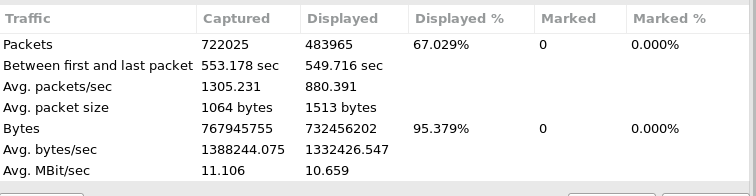 Traffic Captured Displayed Displayed % Marked Marked %
Packets 722025 483965 67.029% 0 0.000%
Between first and last packet 553.178 sec 549.716 sec
Avg. packets/sec 1305.231 880.391
Avg. packet size 1064 bytes 1513 bytes
Bytes 767945755 732456202 95.379% 0 0.000%
Avg. bytes/sec 1388244.075 1332426.547
Avg. MBit/sec 11.106 10.659